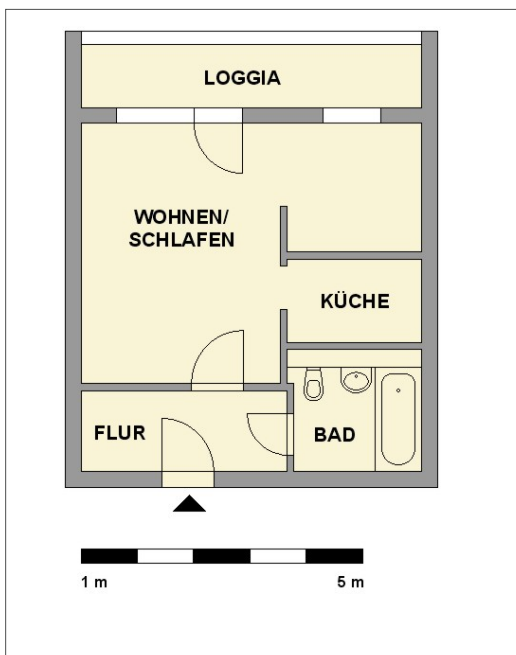 LOGGIA
WOHNEN/
SCHLAFEN
KÜCHE
FLUR
BAD
1 m
5 m